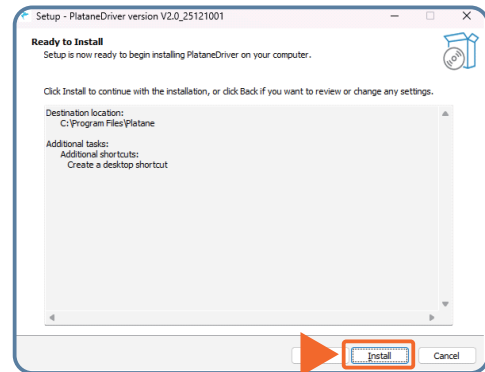 Setup - PlataneDriver version V2.0_25121001
Ready to Install
Setup is now ready to begin installing PlataneDriver on your computer.
Click Install to continue with the installation, or click Back if you want to review or change any settings.
Destination location:
C:\Program Files\Platane
Additional tasks:
Additional shortcuts:
Create a desktop shortcut
Install
Cancel